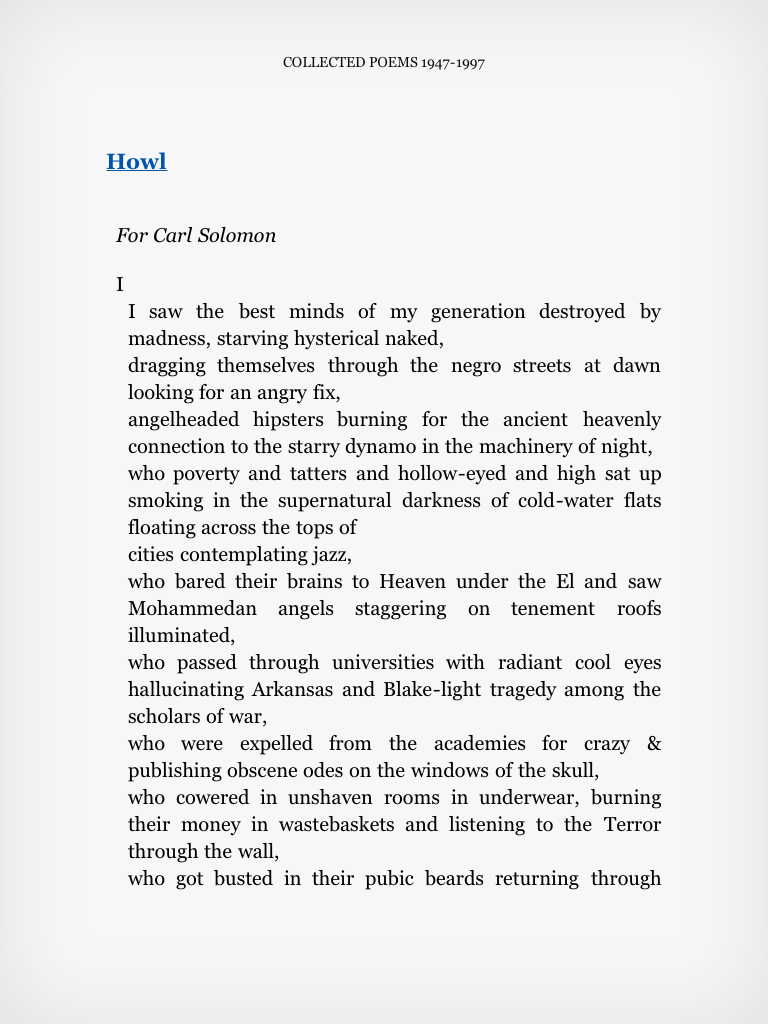 COLLECTED POEMS 1947-1997
Howl
For Carl Solomon
I
I saw the best minds of my generation destroyed by
madness, starving hysterical naked,
dragging themselves through the negro streets at dawn
looking for an angry fix,
angelheaded hipsters burning for the ancient heavenly
connection to the starry dynamo in the machinery of night,
who poverty and tatters and hollow-eyed and high sat up
smoking in the supernatural darkness of cold-water flats
floating across the tops of
cities contemplating jazz,
who bared their brains to Heaven under the El and saw
Mohammedan angels staggering on tenement roofs
illuminated,
who passed through universities with radiant cool eyes
hallucinating Arkansas and Blake-light tragedy among the
scholars of war,
who were expelled from the academies for crazy &
publishing obscene odes on the windows of the skull,
who cowered in unshaven rooms in underwear, burning
their money in wastebaskets and listening to the Terror
through the wall,
who got busted in their pubic beards returning through